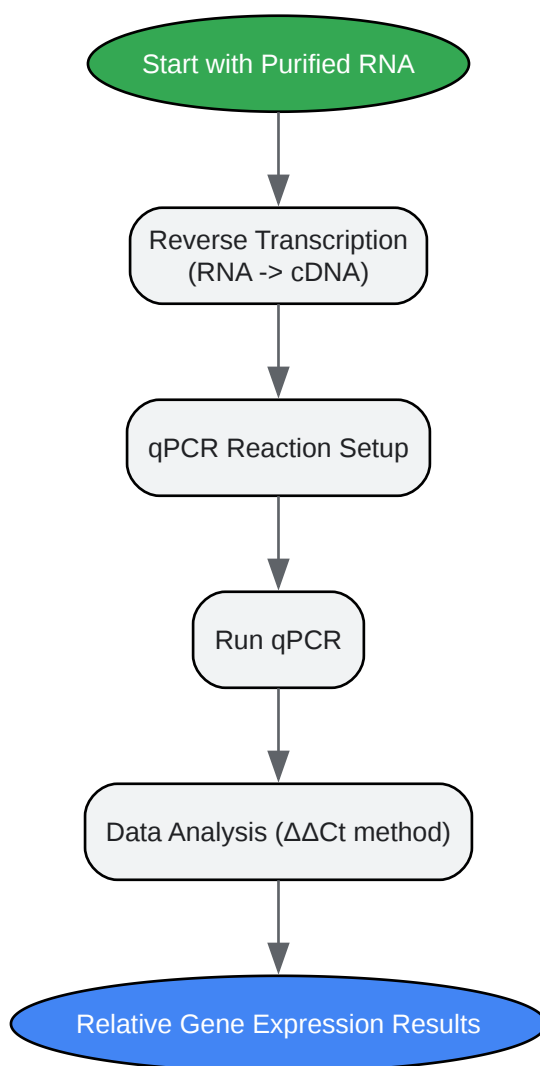 Start with Purified RNA
Reverse Transcription
(RNA -> cDNA)
qPCR Reaction Setup
Run qPCR
Data Analysis (ΔΔCt method)
Relative Gene Expression Results